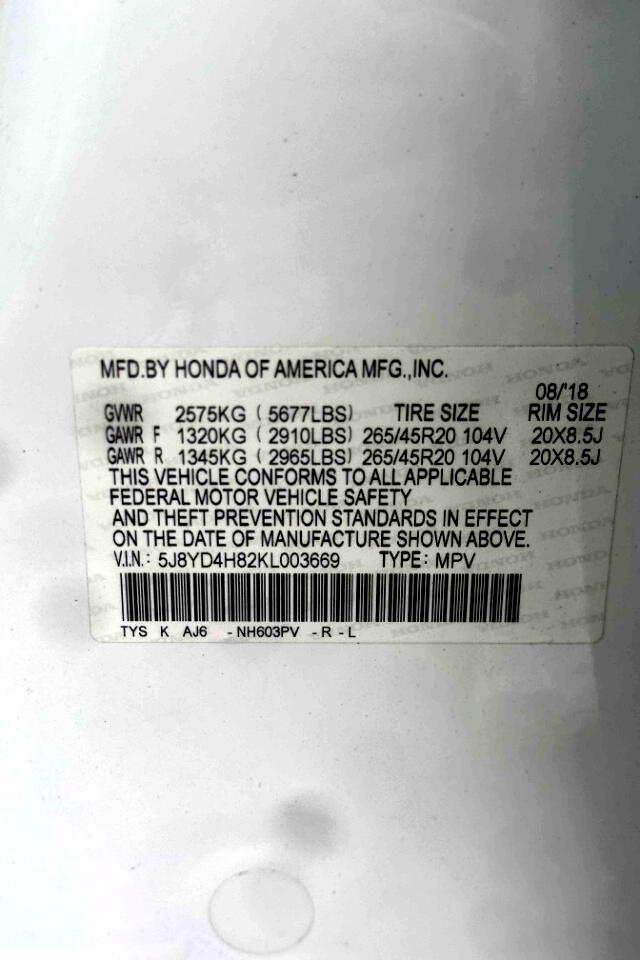 MFD.BY HONDA OF AMERICA MFG.,INC.
08/'18
GVWR 2575KG ( 5677LBS) TIRE SIZE RIM SIZE
GAWR F 1320KG ( 2910LBS) 265/45R20 104V 20X8.5J
GAWR R 1345KG ( 2965LBS) 265/45R20 104V 20X8.5J
THIS VEHICLE CONFORMS TO ALL APPLICABLE
FEDERAL MOTOR VEHICLE SAFETY
AND THEFT PREVENTION STANDARDS IN EFFECT
ON THE DATE OF MANUFACTURE SHOWN ABOVE.
V.I.N.: 5J8YD4H82KL003669 TYPE: MPV
TYS K AJ6 -NH603PV -R-L